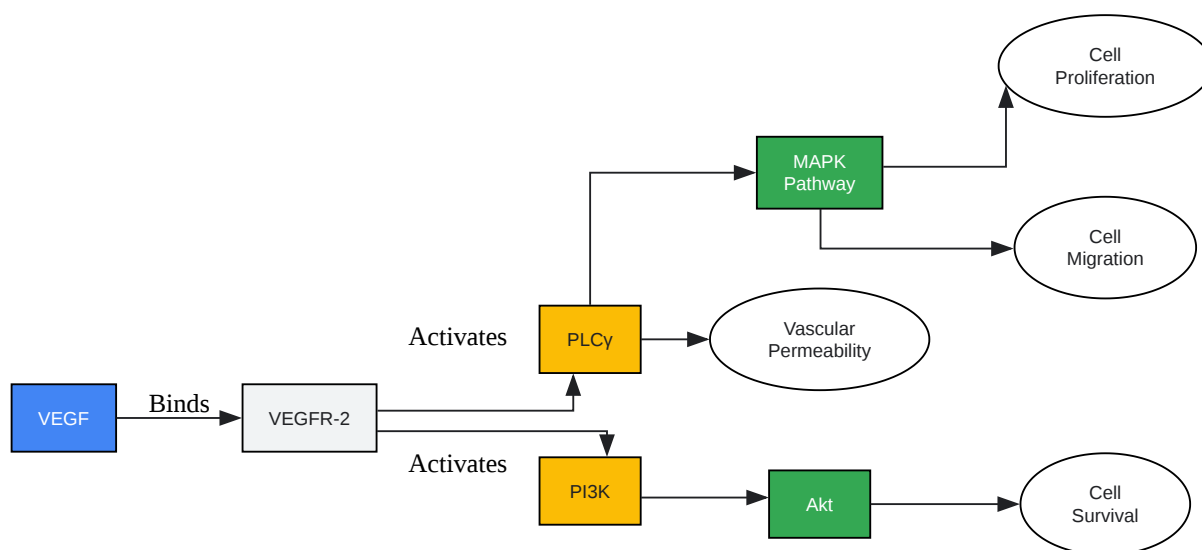 Cell
Proliferation
MAPK
Pathway
Cell
Migration
Activates
PLCγ
Vascular
Permeability
VEGF
Binds
VEGFR-2
Activates
PI3K
Akt
Cell
Survival